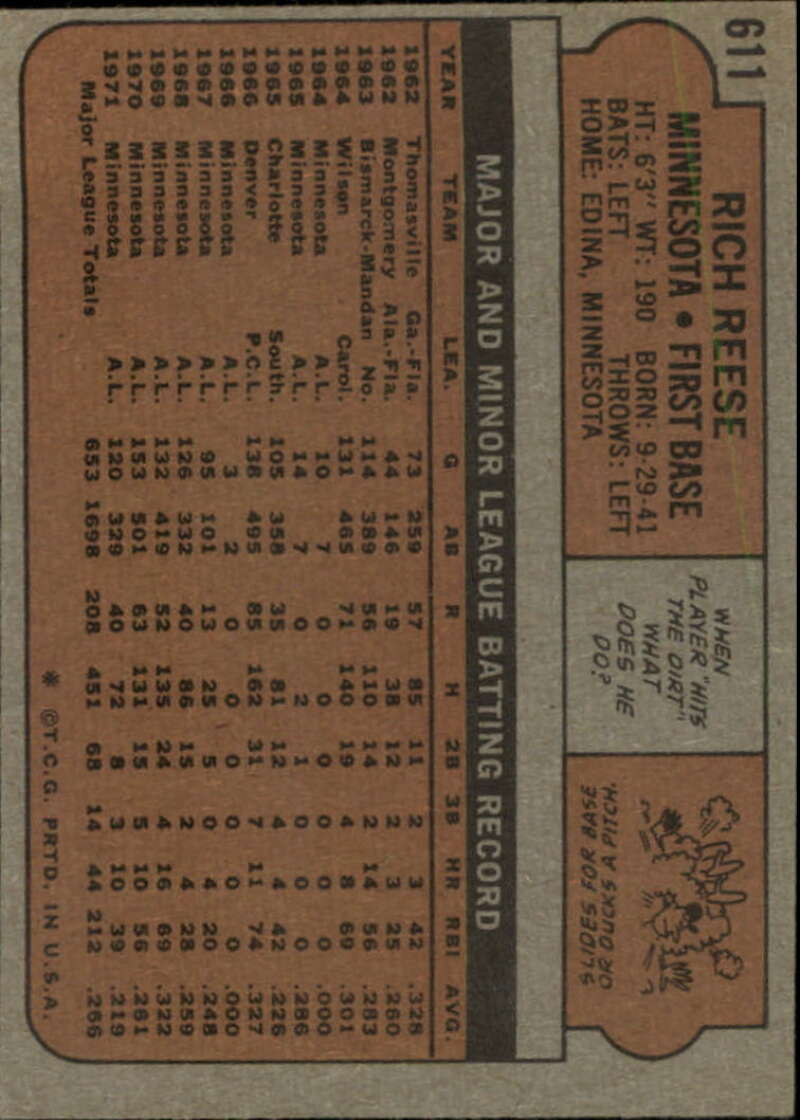 611
RICH REESE
MINNESOTA • FIRST BASE
HT: 6'3" WT: 190 BORN: 9-29-41
BATS: LEFT THROWS: LEFT
HOME: EDINA, MINNESOTA
WHEN
PLAYER "HITS
THE DIRT"
WHAT
DOES HE
DO?
SLIDES FOR BASE
OR DUCKS A PITCH.
MAJOR AND MINOR LEAGUE BATTING RECORD
YEAR TEAM LEA. G AB R H 2B 3B HR RBI AVG.
1962 Thomasville Ga.-Fla. 73 259 57 85 11 2 3 42 .328
1962 Montgomery Ala.-Fla. 44 146 19 38 12 2 3 25 .260
1963 Bismarck-Mandan No. 114 389 56 110 14 2 14 56 .283
1964 Wilson Carol. 131 465 71 140 19 4 8 69 .301
1964 Minnesota A.L. 10 7 0 0 0 0 0 0 .000
1965 Minnesota A.L. 14 7 0 2 1 0 0 0 .286
1965 Charlotte South. 105 358 35 81 12 4 4 42 .226
1966 Denver P.C.L. 138 495 85 162 31 7 11 74 .327
1966 Minnesota A.L. 3 2 0 0 0 0 0 0 .000
1967 Minnesota A.L. 95 101 13 25 5 0 4 20 .248
1968 Minnesota A.L. 126 332 40 86 15 2 4 28 .259
1969 Minnesota A.L. 132 419 52 135 24 4 16 69 .322
1970 Minnesota A.L. 153 501 63 131 15 5 10 56 .261
1971 Minnesota A.L. 120 329 40 72 8 3 10 39 .219
Major League Totals 653 1698 208 451 68 14 44 212 .266
* ©T.C.G. PRTD. IN U.S.A.